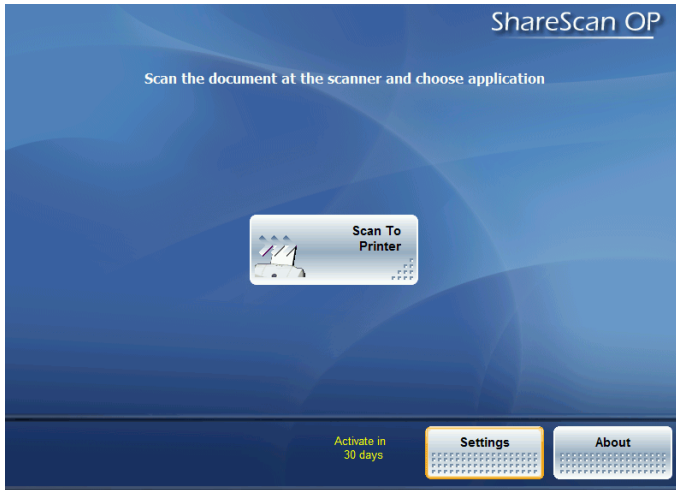 ShareScan OP
Scan the document at the scanner and choose application
Scan To
Printer
Activate in
30 days
Settings
About